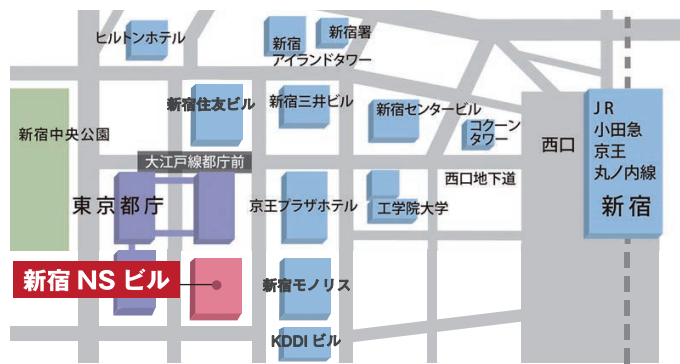 ヒルトンホテル
新宿
アイランドタワー
新宿署
新宿住友ビル
新宿三井ビル
新宿センタービル
コクーン
タワー
西口
JR
小田急
京王
丸ノ内線
新宿
新宿中央公園
大江戸線都庁前
西口地下道
東京都庁
京王プラザホテル
工学院大学
新宿 NS ビル
新宿モノリス
KDDI ビル